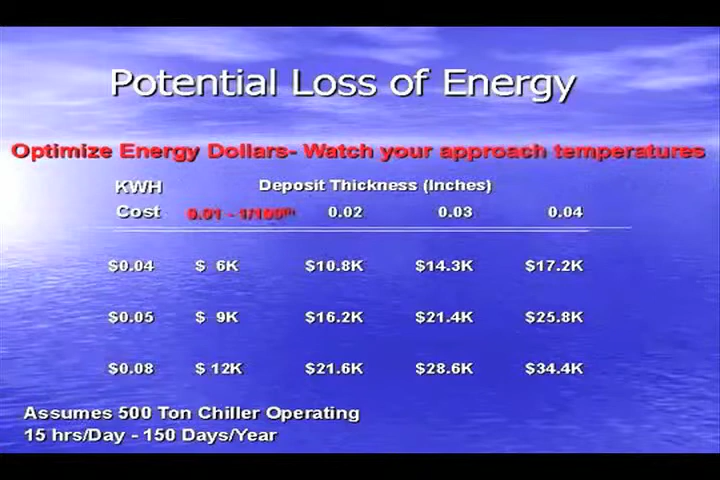 Potential Loss of Energy
Optimize Energy Dollars- Watch your approach temperatures
KWH Deposit Thickness (Inches)
Cost 0.01 - 1/100th 0.02 0.03 0.04
$0.04 $ 6K $10.8K $14.3K $17.2K
$0.05 $ 9K $16.2K $21.4K $25.8K
$0.08 $ 12K $21.6K $28.6K $34.4K
Assumes 500 Ton Chiller Operating
15 hrs/Day - 150 Days/Year